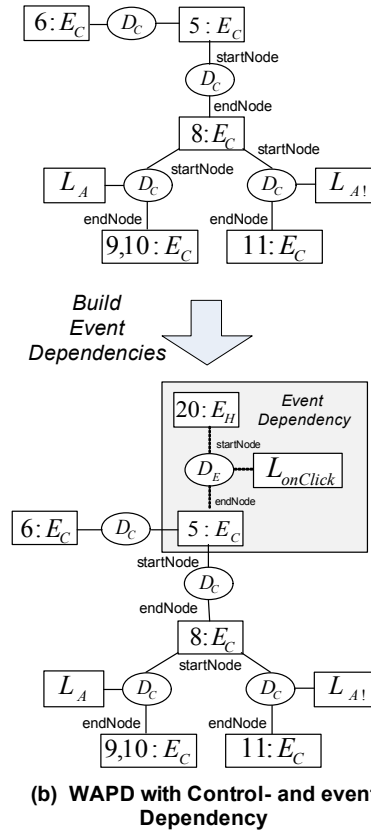 6: E_C D_C 5: E_C
startNode
D_C
endNode
8: E_C
startNode startNode
L_A D_C D_C L_A!
endNode endNode
9,10: E_C 11: E_C
Build
Event
Dependencies
Event
Dependency
20: E_H
startNode
D_E L_onClick
endNode
6: E_C D_C 5: E_C
startNode
D_C
endNode
8: E_C
startNode
L_A D_C D_C L_A!
endNode endNode
9,10: E_C 11: E_C
(b) WAPD with Control- and event
Dependency